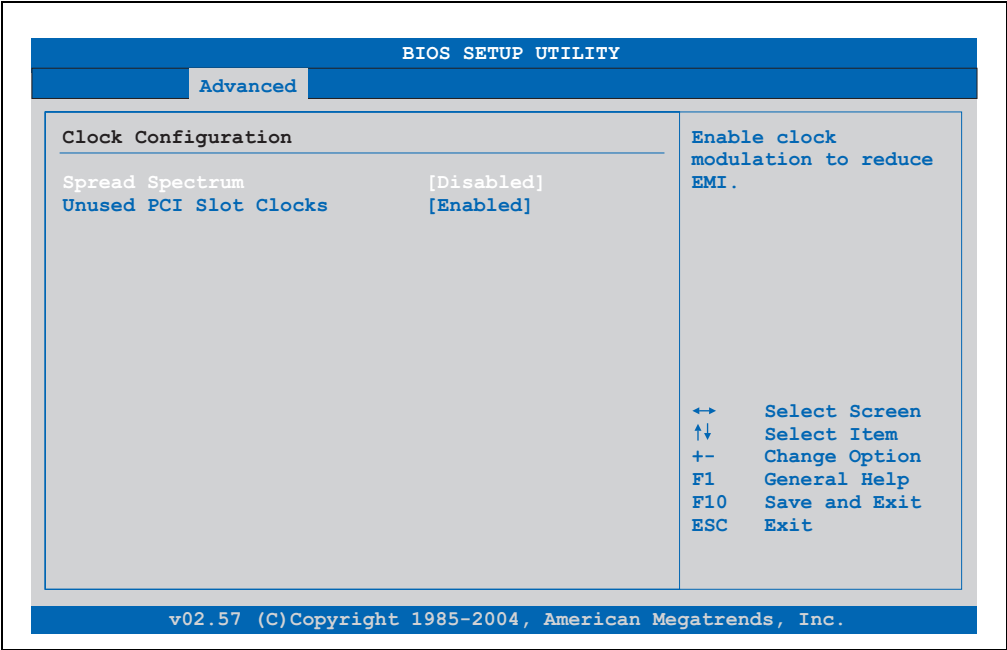 BIOS SETUP UTILITY
Advanced
Clock Configuration
Spread Spectrum [Disabled]
Unused PCI Slot Clocks [Enabled]
Enable clock
modulation to reduce
EMI.
↔ Select Screen
↑↓ Select Item
+- Change Option
F1 General Help
F10 Save and Exit
ESC Exit
v02.57 (C)Copyright 1985-2004, American Megatrends, Inc.